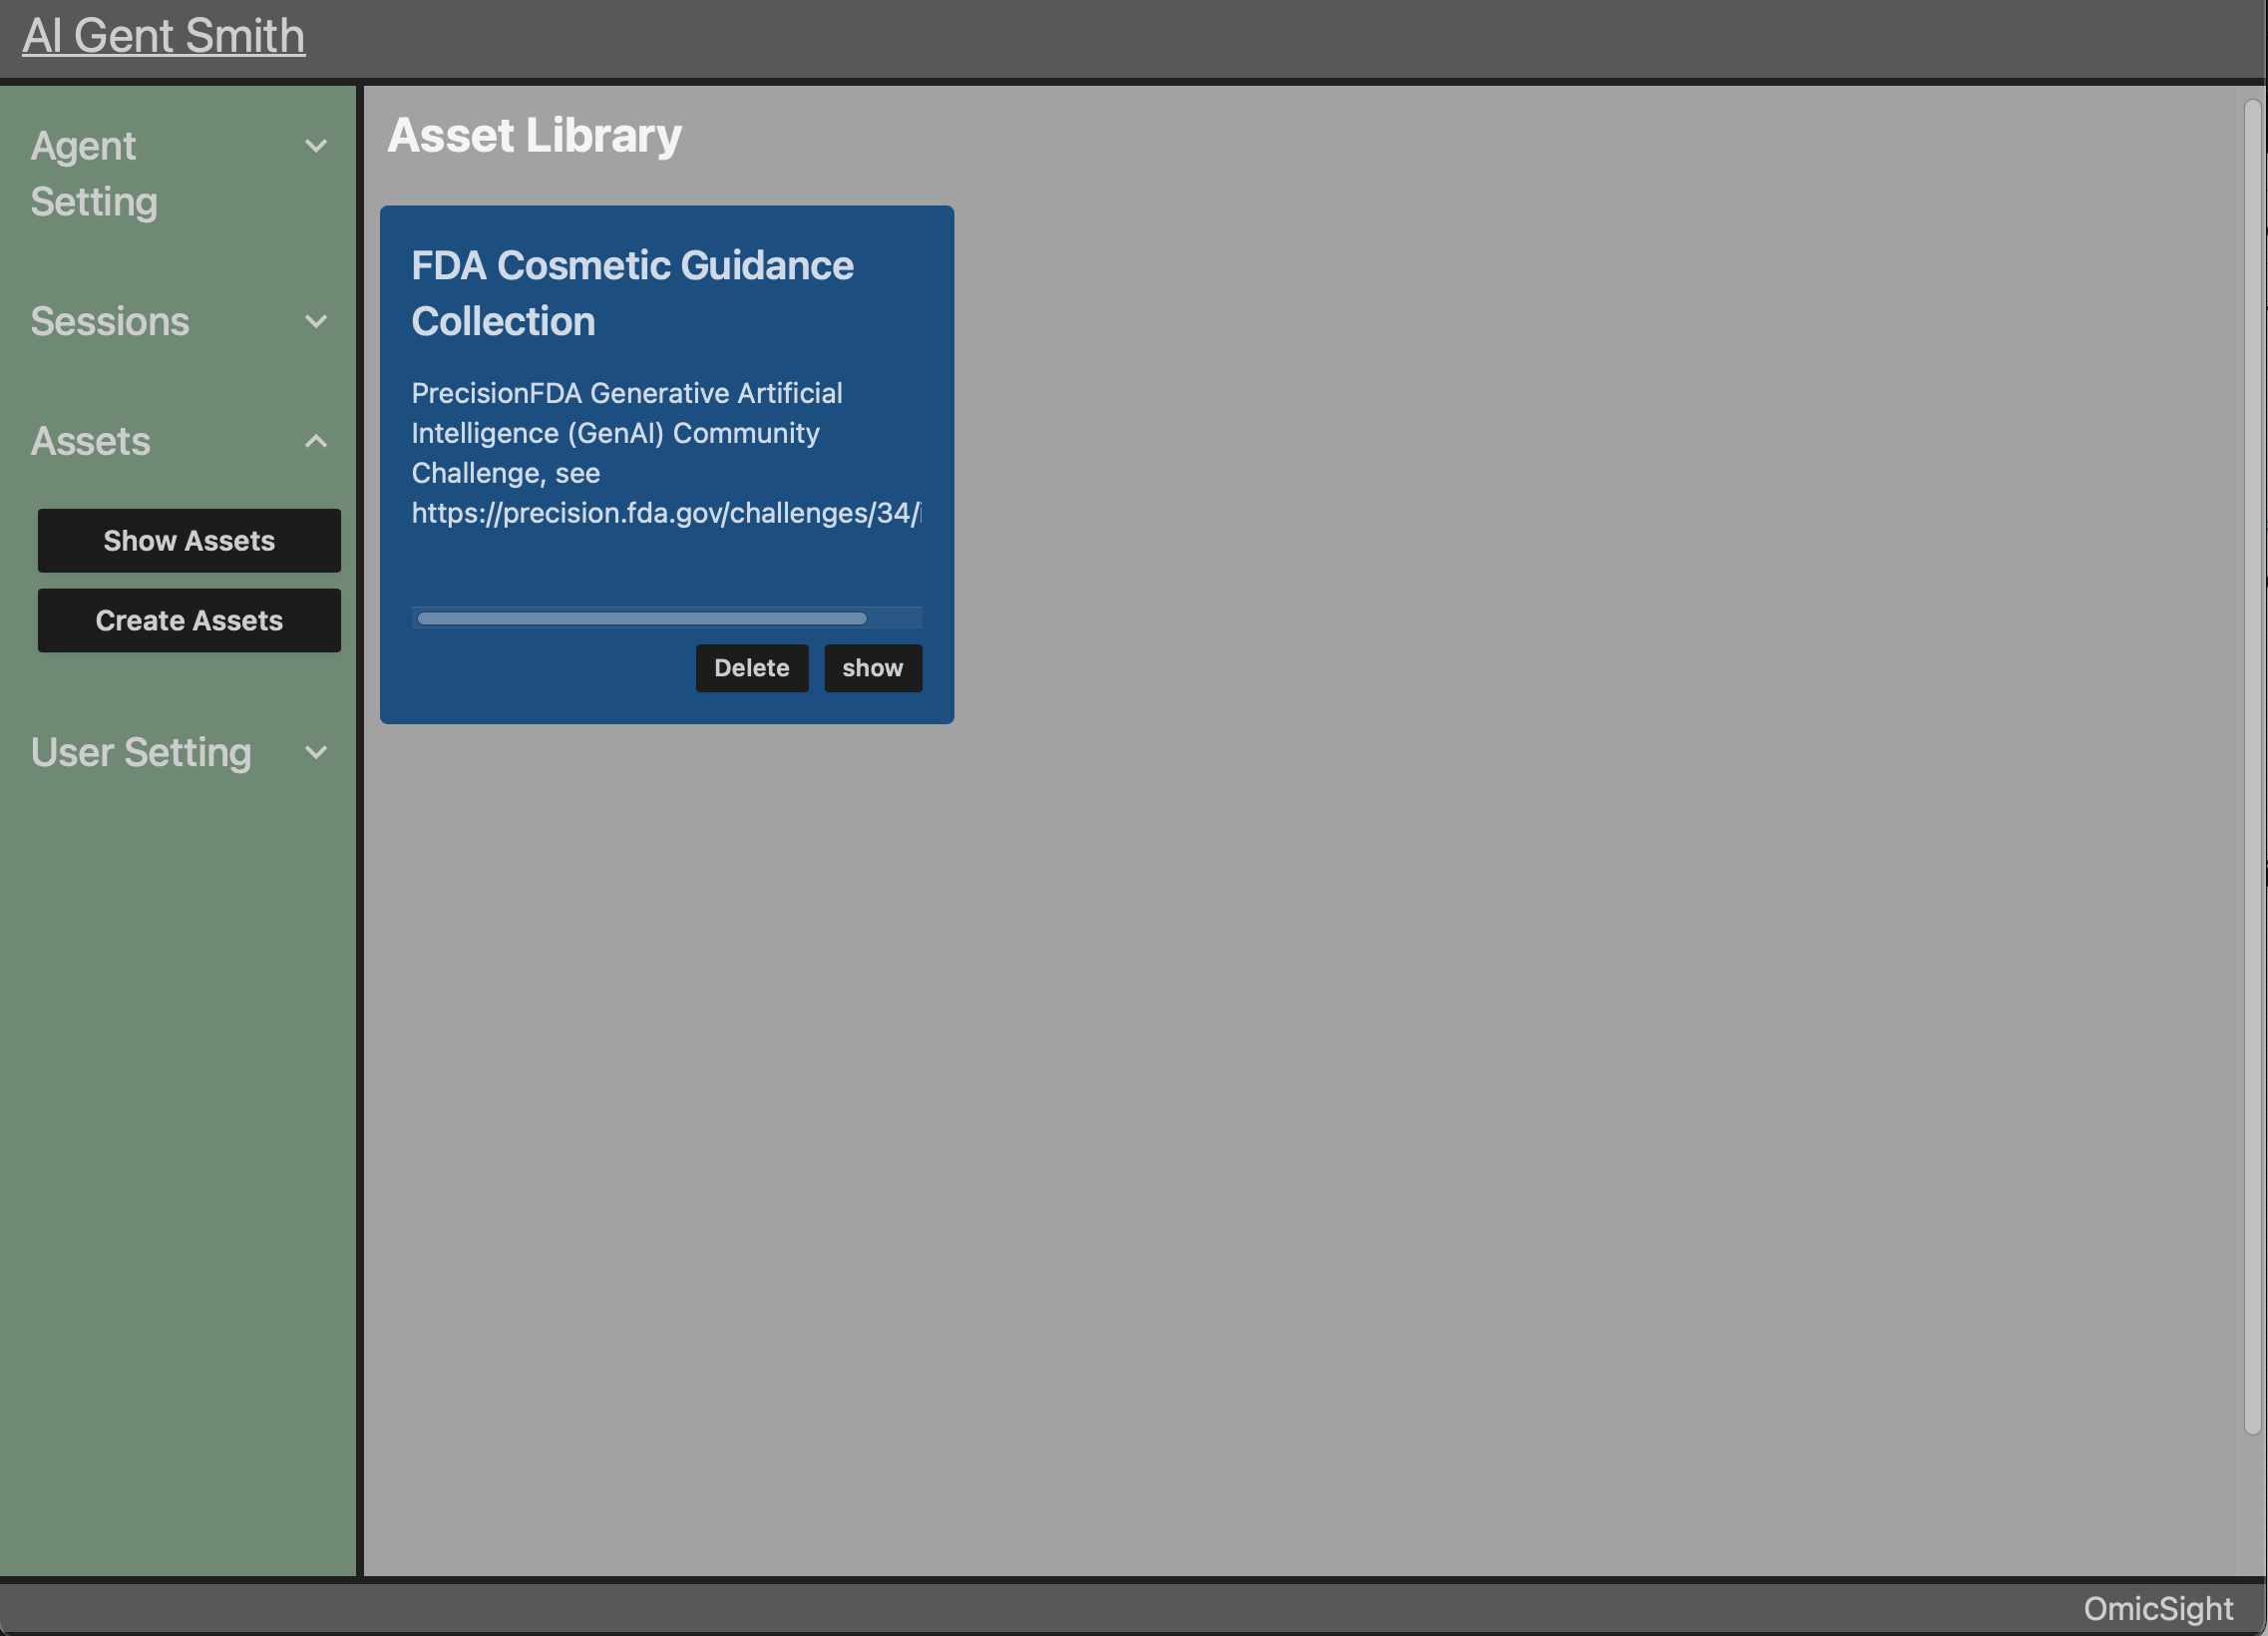 AI Gent Smith
Agent
Setting
Sessions
Assets
Show Assets
Create Assets
User Setting
Asset Library
FDA Cosmetic Guidance
Collection
PrecisionFDA Generative Artificial
Intelligence (GenAI) Community
Challenge, see
https://precision.fda.gov/challenges/34/
Delete
show
OmicSight